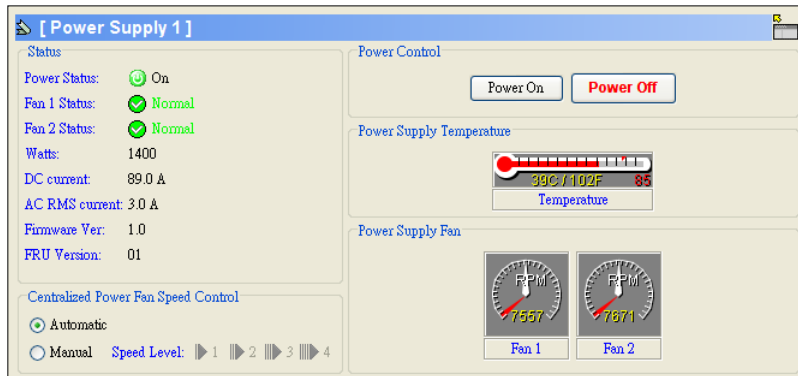 [ Power Supply 1 ]
Status
Power Status: On
Fan 1 Status: Normal
Fan 2 Status: Normal
Watts: 1400
DC current: 89.0 A
AC RMS current: 3.0 A
Firmware Ver: 1.0
FRU Version: 01
Centralized Power Fan Speed Control
Automatic
Manual Speed Level: 1 2 3 4
Power Control
Power On Power Off
Power Supply Temperature
39C / 102F 85
Temperature
Power Supply Fan
RPM RPM
7557 7671
Fan 1 Fan 2